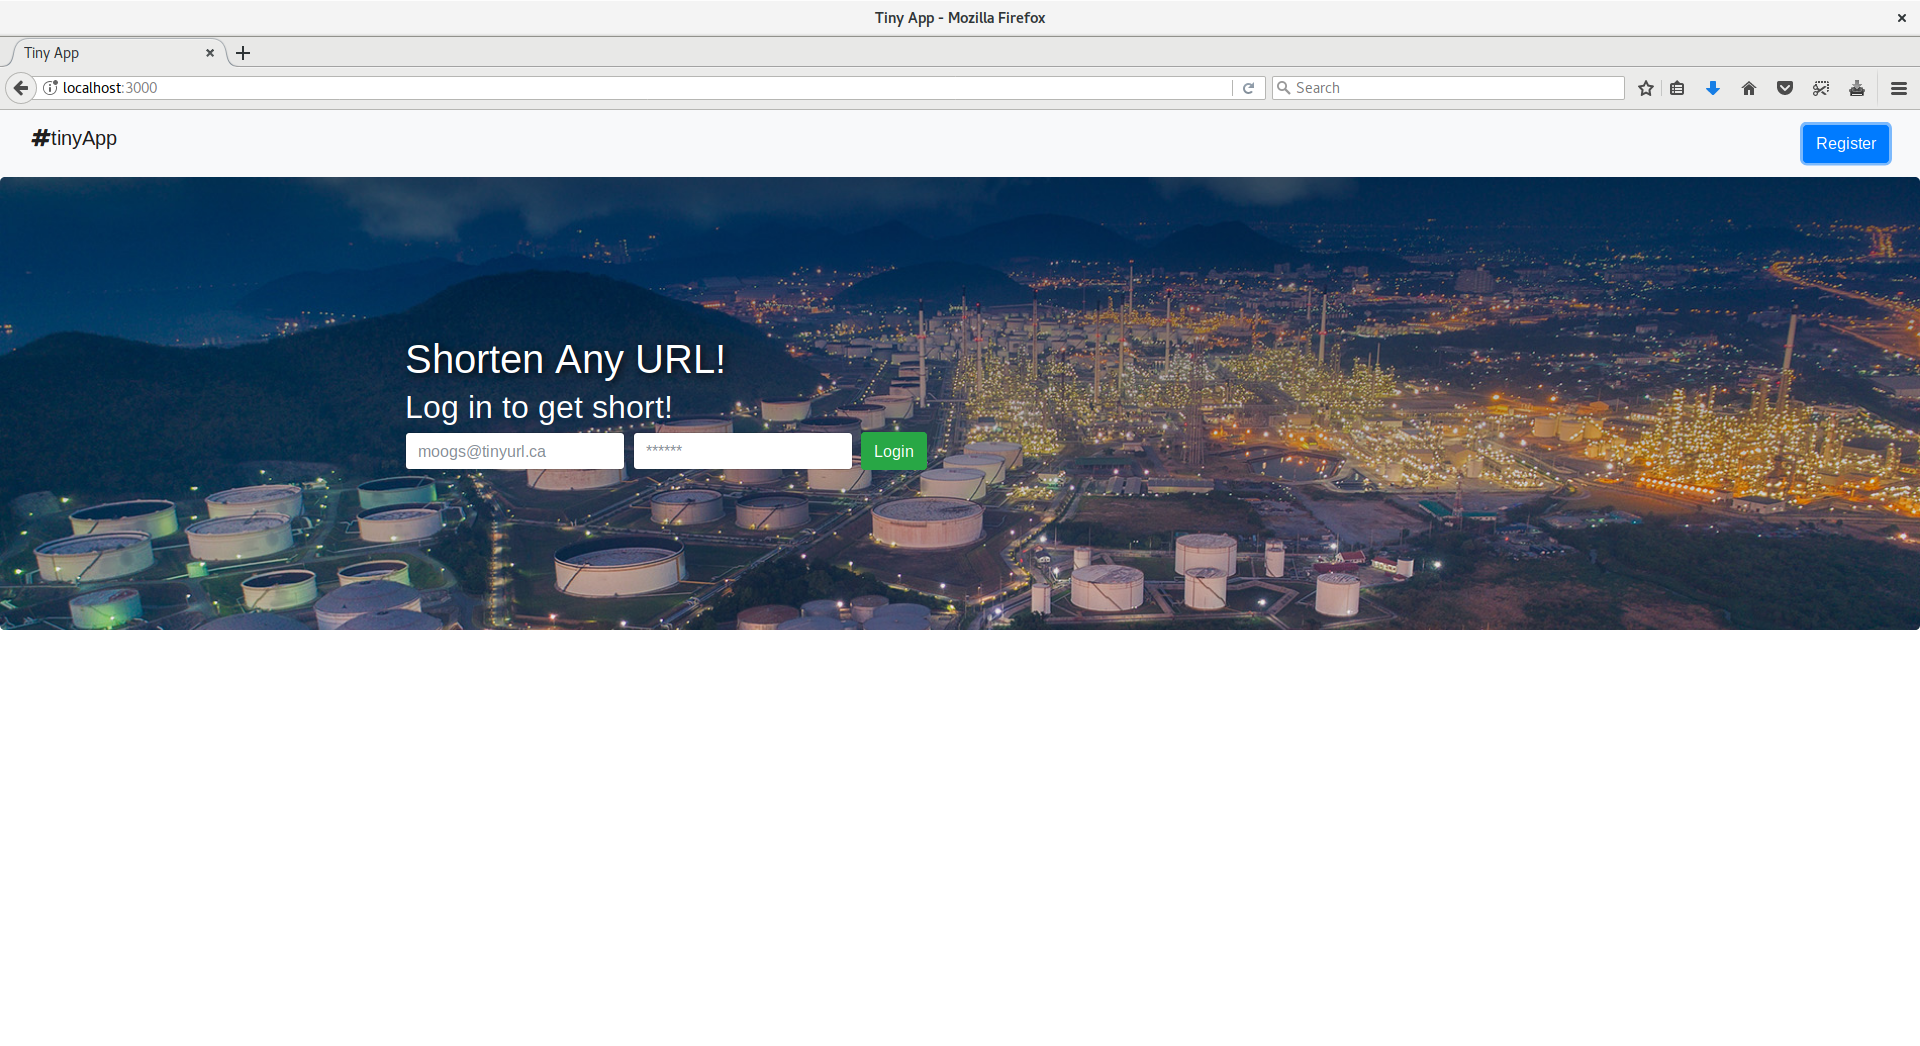 Tiny App - Mozilla Firefox
Tiny App
localhost:3000
Search
#tinyApp
Register
Shorten Any URL!
Log in to get short!
moogs@tinyurl.ca ****** Login